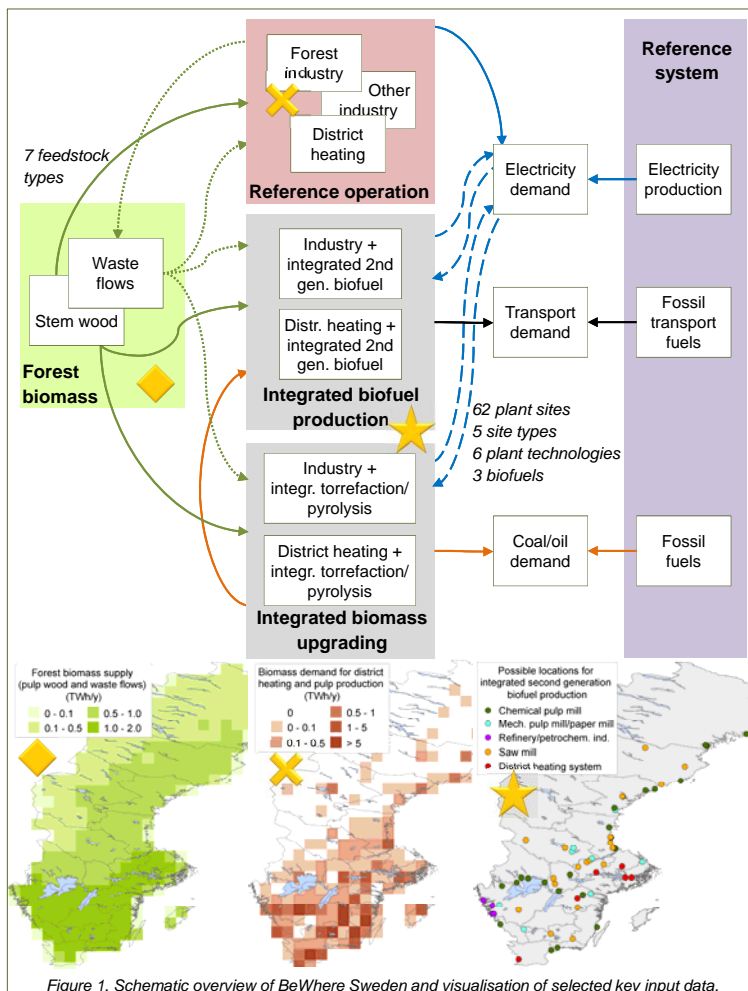 Forest
industry
Other
industry
District
heating
Reference operation
Reference
system
7 feedstock
types
Electricity
demand
Electricity
production
Waste
flows
Stem wood
Forest
biomass
Industry +
integrated 2nd
gen. biofuel
Distr. heating +
integrated 2nd
gen. biofuel
Integrated biofuel
production
Transport
demand
Fossil
transport
fuels
62 plant sites
5 site types
6 plant technologies
3 biofuels
Industry +
integr. torrefaction/
pyrolysis
District heating +
integr. torrefaction/
pyrolysis
Integrated biomass
upgrading
Coal/oil
demand
Fossil
fuels
Forest biomass supply
(pulp wood and waste flows)
(TWh/y)
0 - 0.1
0.5 - 1.0
0.1 - 0.5
1.0 - 2.0
Biomass demand for district
heating and pulp production
(TWh/y)
0
0.5 - 1
0 - 0.1
1 - 5
0.1 - 0.5
> 5
Possible locations for
integrated second generation
biofuel production
Chemical pulp mill
Mech. pulp mill/paper mill
Refinery/petrochem. ind.
Saw mill
District heating system
Figure 1. Schematic overview of BeWhere Sweden and visualisation of selected key input data.